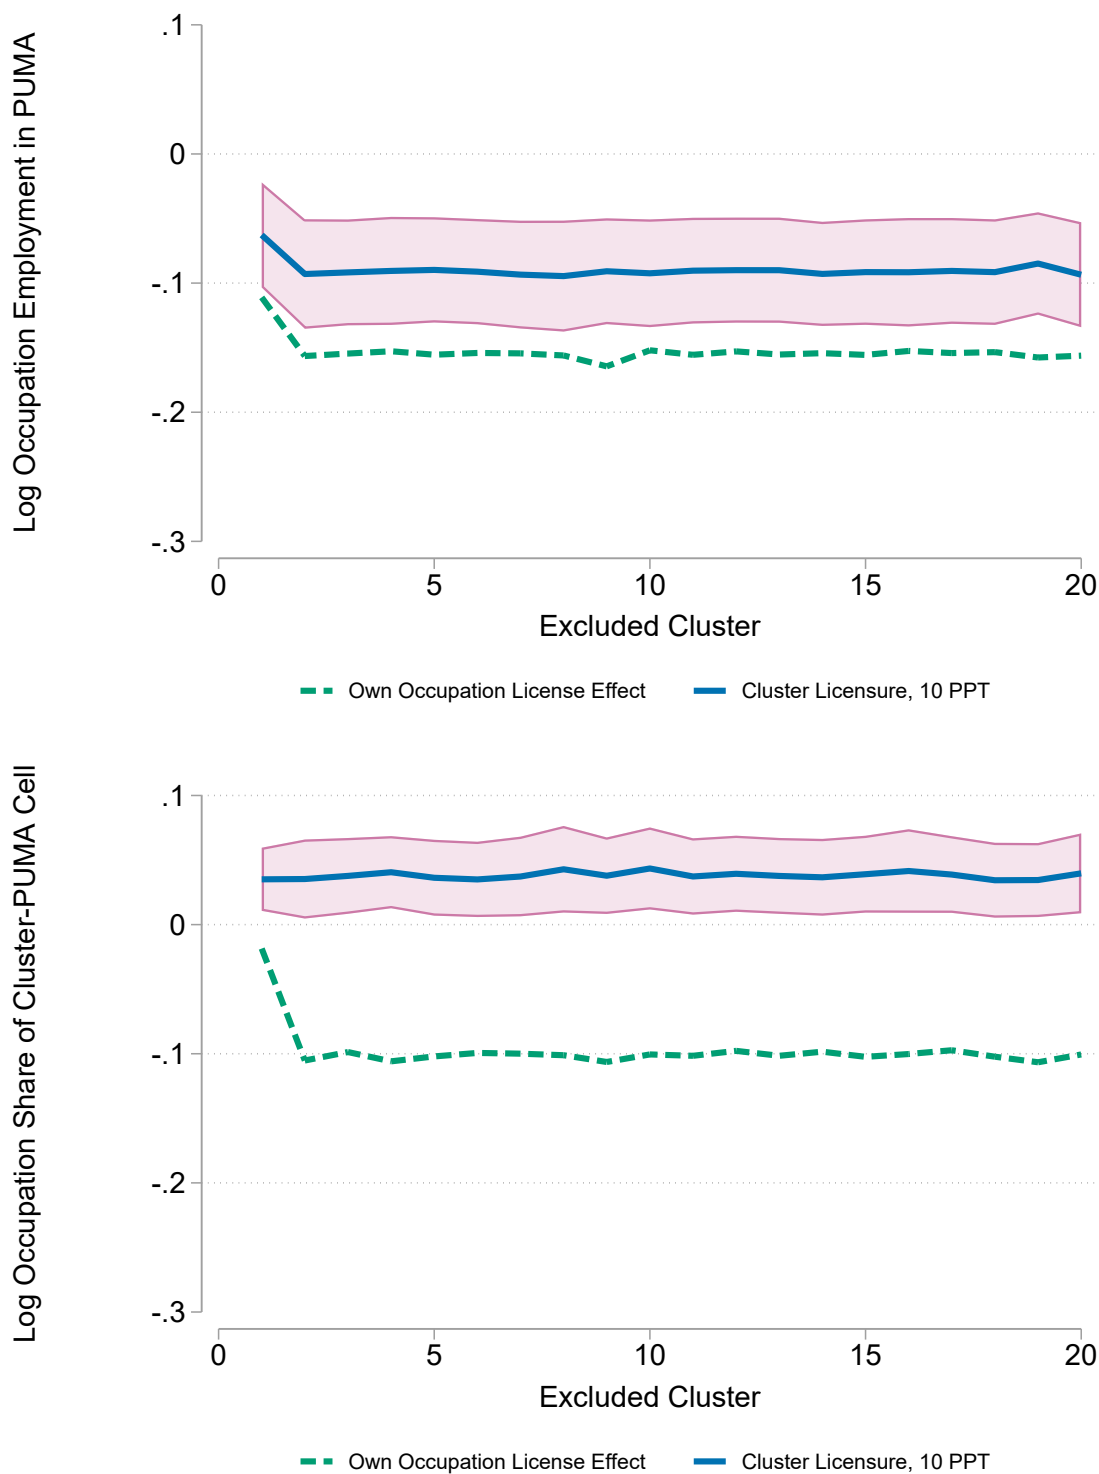 Log Occupation Employment in PUMA
.1
0
-.1
-.2
-.3
0 5 10 15 20
Excluded Cluster
Own Occupation License Effect Cluster Licensure, 10 PPT
Log Occupation Share of Cluster-PUMA Cell
.1
0
-.1
-.2
-.3
0 5 10 15 20
Excluded Cluster
Own Occupation License Effect Cluster Licensure, 10 PPT